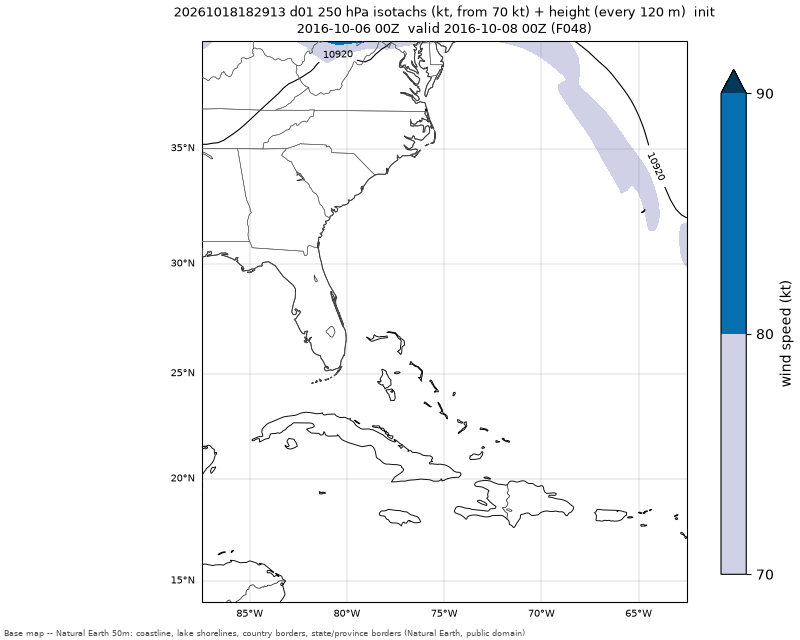 20261018182913 d01 250 hPa isotachs (kt, from 70 kt) + height (every 120 m)  init
2016-10-06 00Z  valid 2016-10-08 00Z (F048)
10920
10920
35°N
30°N
25°N
20°N
15°N
85°W
80°W
75°W
70°W
65°W
90
80
70
wind speed (kt)
Base map -- Natural Earth 50m: coastline, lake shorelines, country borders, state/province borders (Natural Earth, public domain)